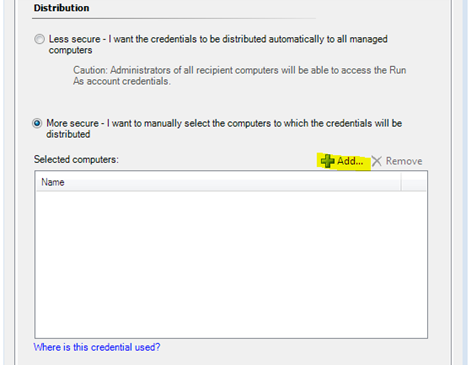 Distribution
Less secure - I want the credentials to be distributed automatically to all managed
computers
Caution: Administrators of all recipient computers will be able to access the Run
As account credentials.
More secure - I want to manually select the computers to which the credentials will be
distributed
Selected computers: Add... Remove
Name
Where is this credential used?